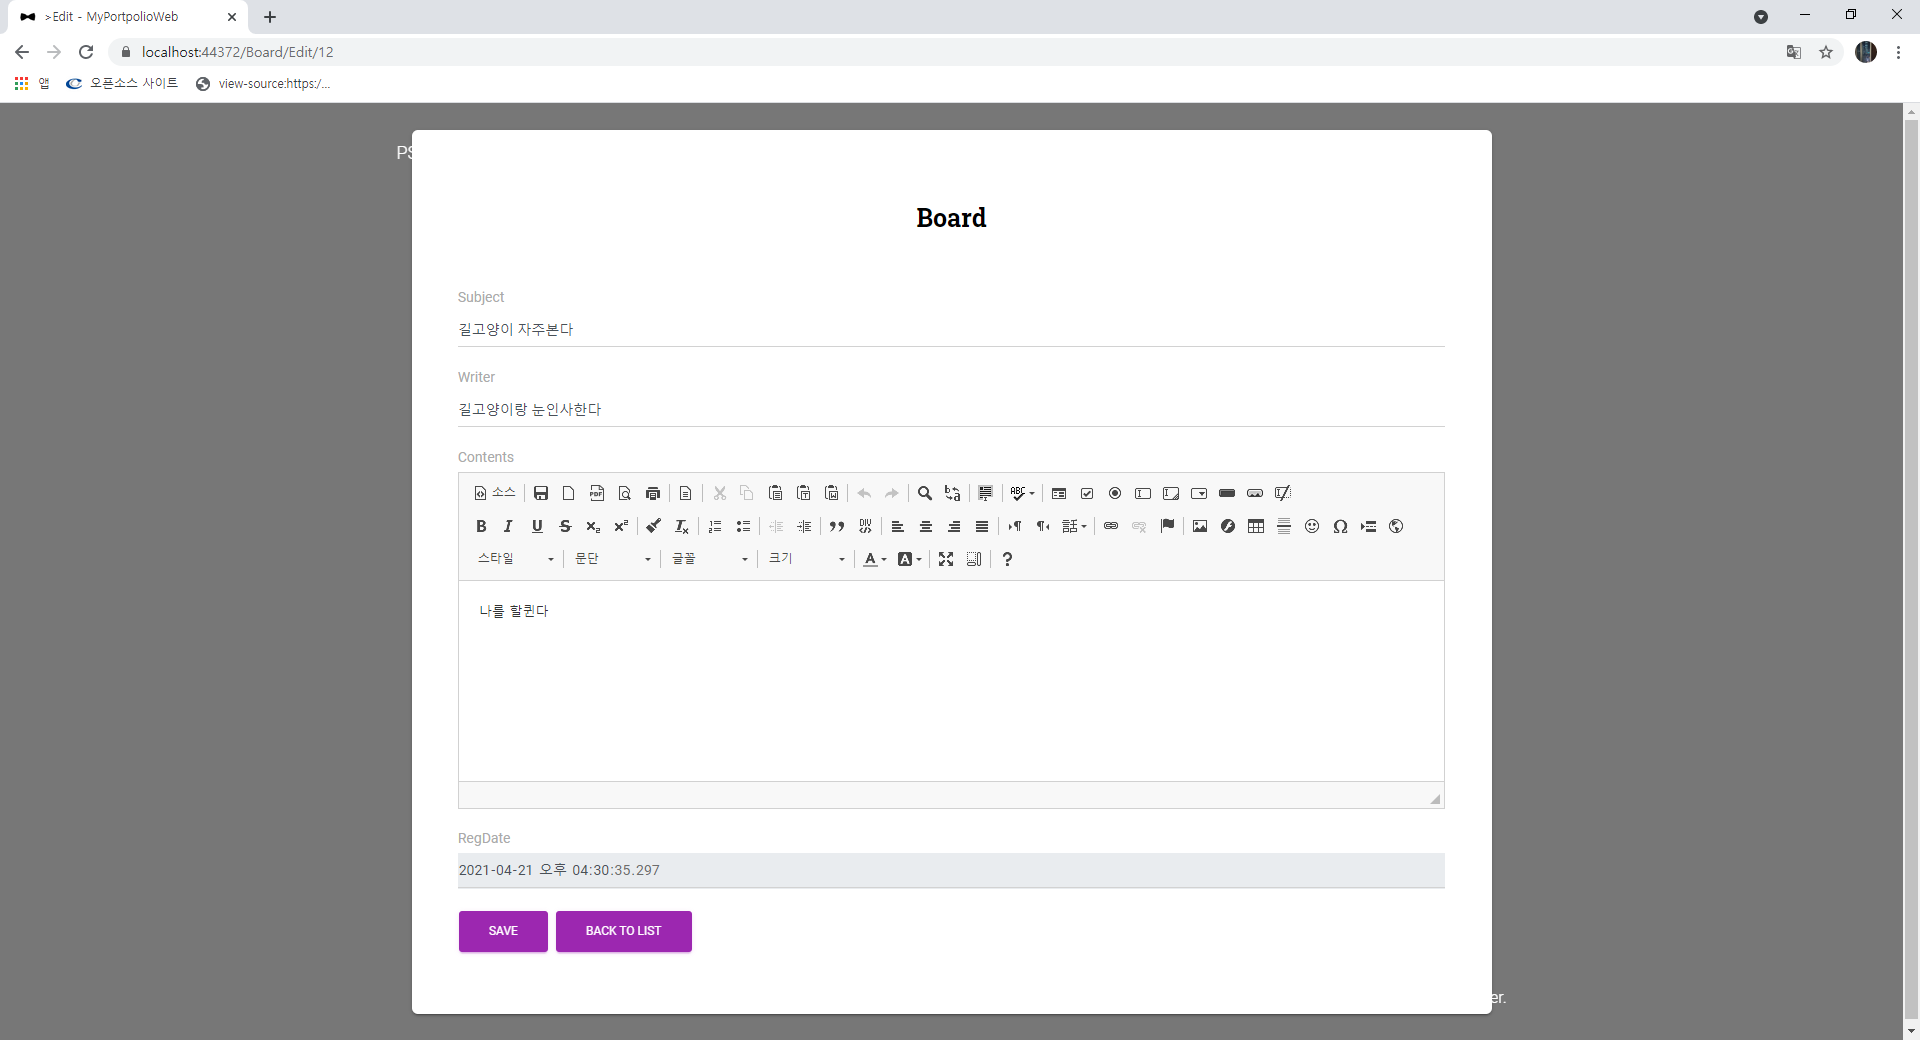 >Edit - MyPortpolioWeb
localhost:44372/Board/Edit/12
앱 오픈소스 사이트 view-source:https:/...
PS
Board
Subject
길고양이 자주본다
Writer
길고양이랑 눈인사한다
Contents
소스
스타일 문단 글꼴 크기
나를 할퀸다
RegDate
2021-04-21 오후 04:30:35.297
SAVE BACK TO LIST
er.